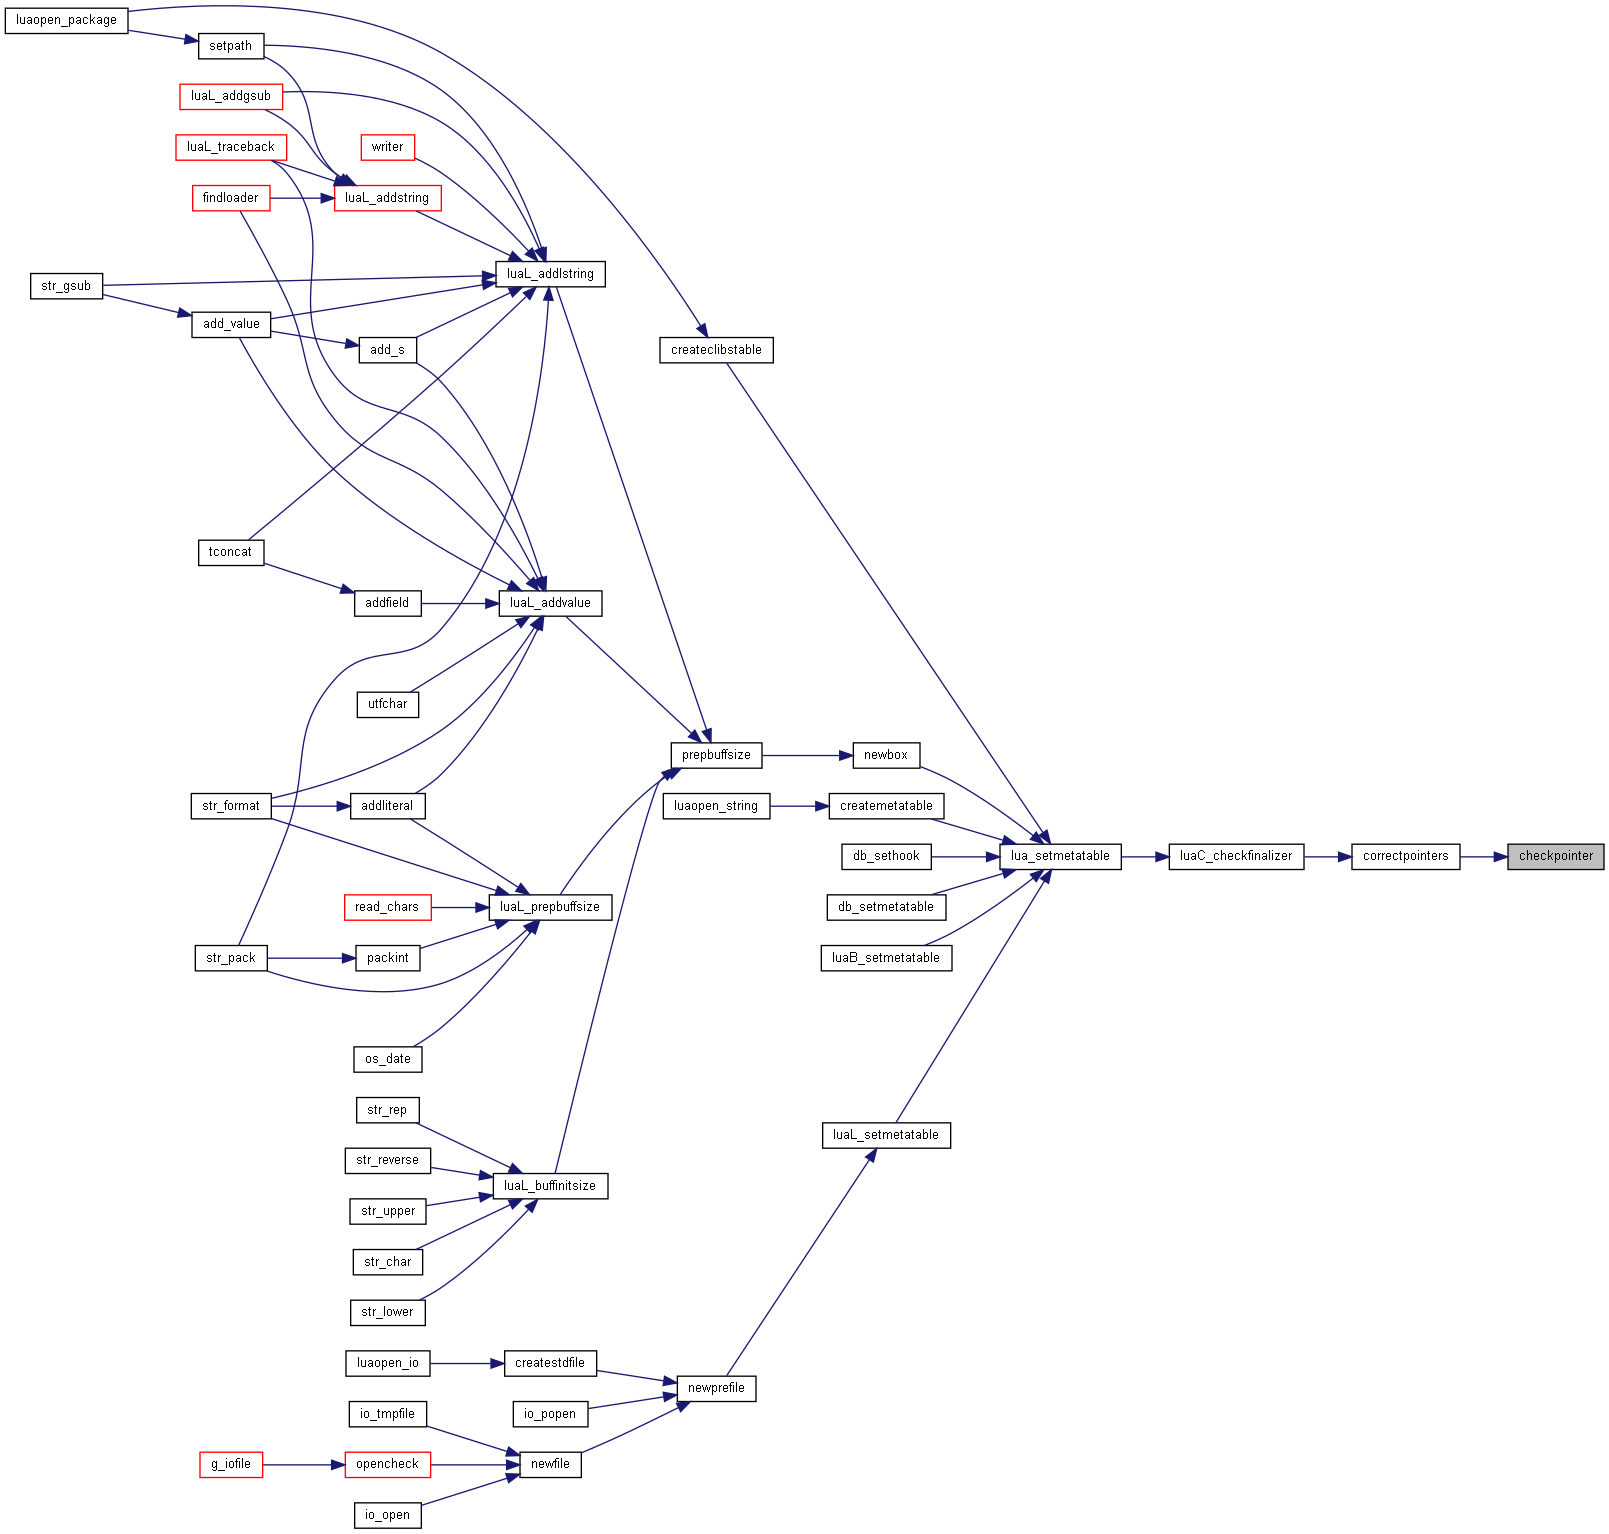 luaopen_package
setpath
luaL_addgsub
luaL_traceback
writer
findloader
luaL_addstring
luaL_addlstring
str_gsub
add_value
add_s
createclibstable
tconcat
addfield
luaL_addvalue
utfchar
prepbuffsize
newbox
str_format
addliteral
luaopen_string
createmetatable
db_sethook
lua_setmetatable
luaC_checkfinalizer
correctpointers
checkpointer
read_chars
luaL_prepbuffsize
db_setmetatable
str_pack
packint
luaB_setmetatable
os_date
str_rep
luaL_setmetatable
str_reverse
luaL_buffinitsize
str_upper
str_char
str_lower
luaopen_io
createstdfile
newprefile
io_tmpfile
io_popen
g_iofile
opencheck
newfile
io_open